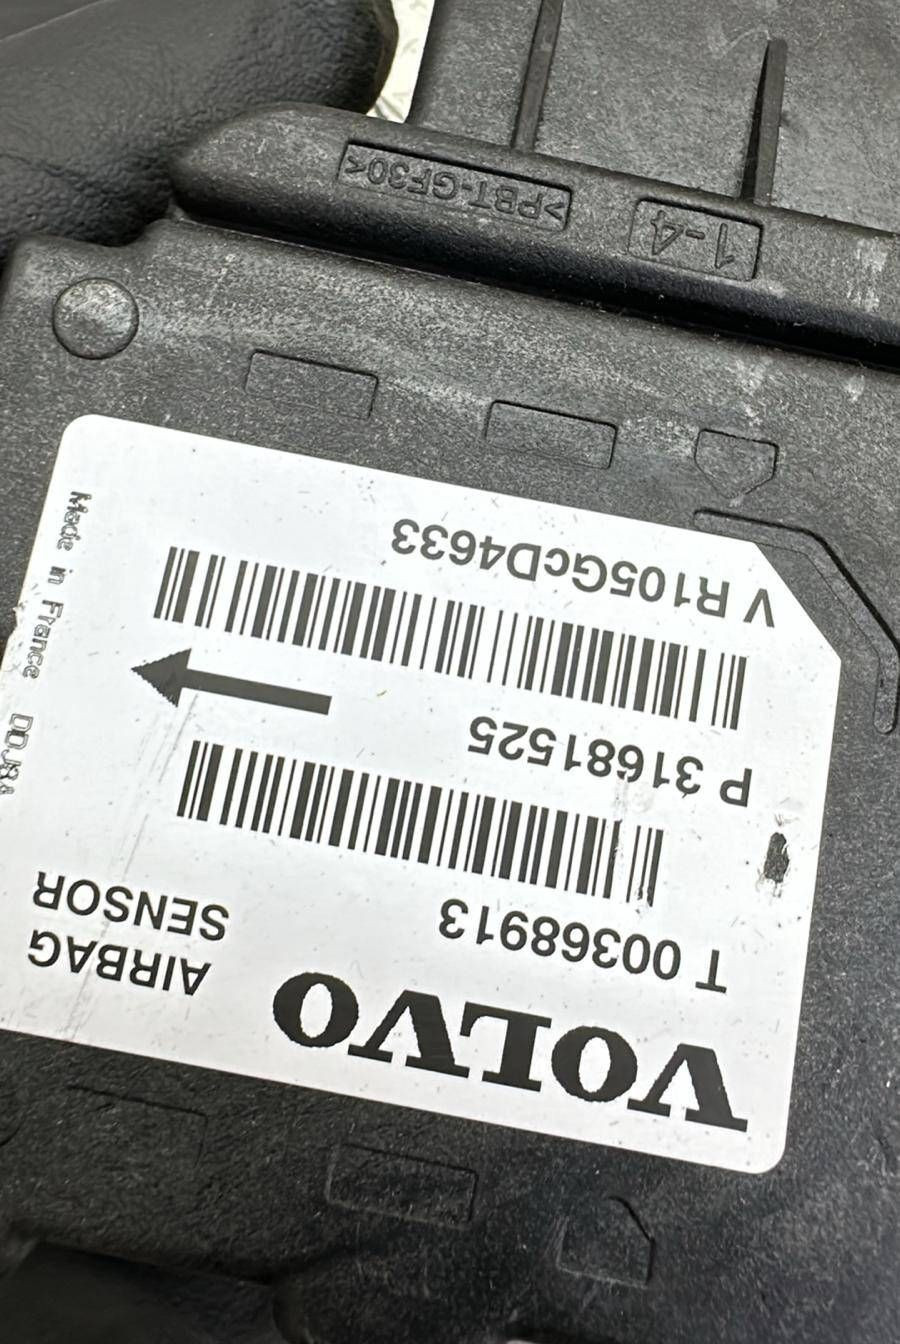 VOLVO
AIRBAG
SENSOR
T 00368913
P 31681525
V R105GcD4633
Made in France
1-4
>PBT-GF30<